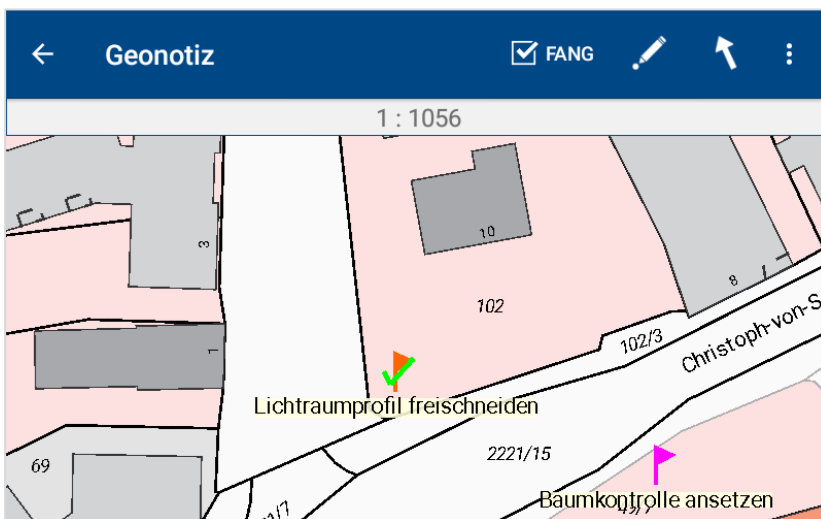 Geonotiz
FANG
1 : 1056
3
10
8
102
1
102/3
Christoph-von-S
Lichtraumprofil freischneiden
2221/15
69
Baumkontrolle ansetzen